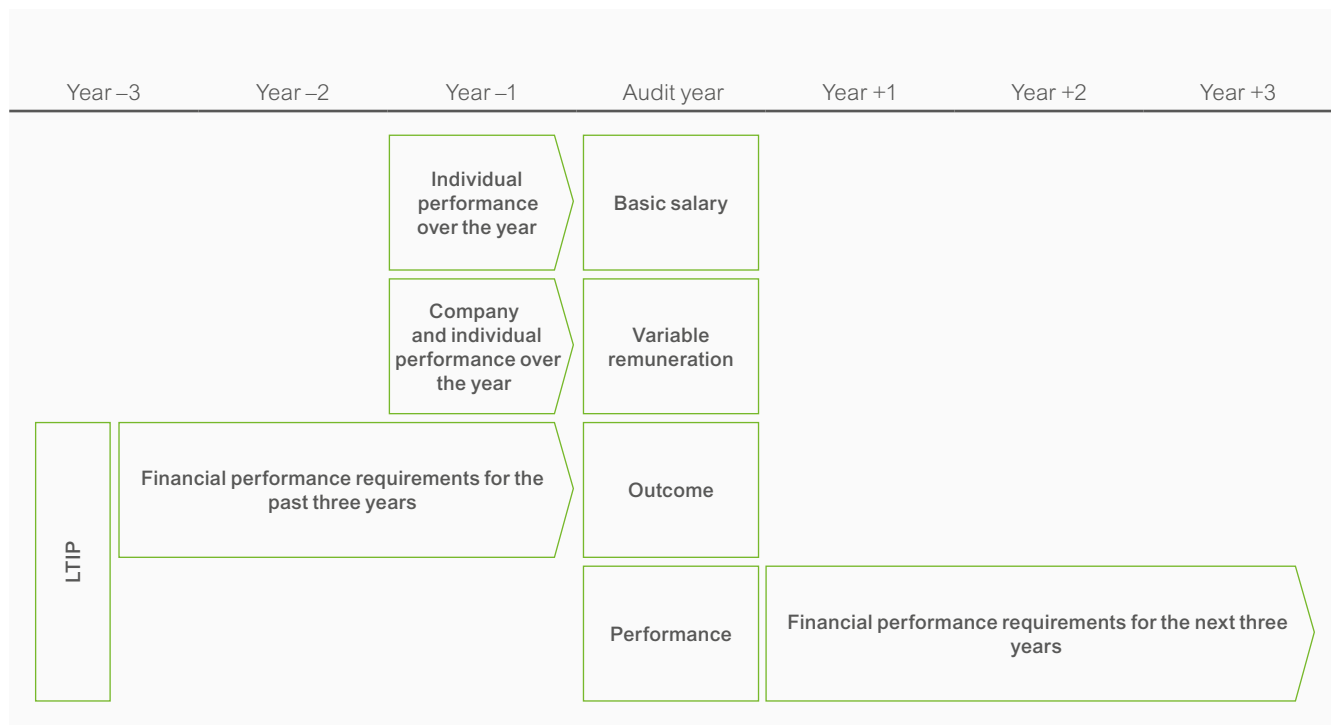 Year –3
Year –2
Year –1
Audit year
Year +1
Year +2
Year +3
Individual
performance
over the year
Basic salary
Company
and individual
performance over
the year
Variable
remuneration
LTIP
Financial performance requirements for the
past three years
Outcome
Performance
Financial performance requirements for the next three
years